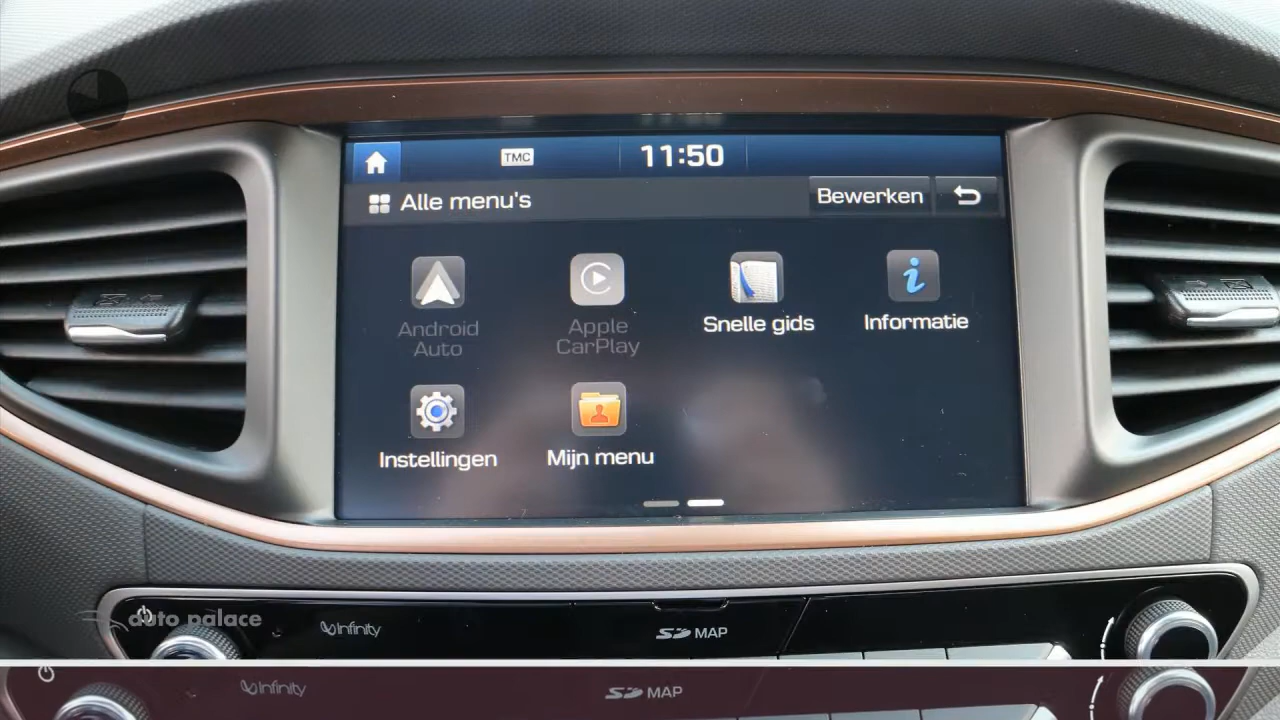 TMC
11:50
Alle menu's
Bewerken
Android
Auto
Apple
CarPlay
Snelle gids
Informatie
Instellingen
Mijn menu
auto palace
Infinity
SD MAP
Infinity
SD MAP